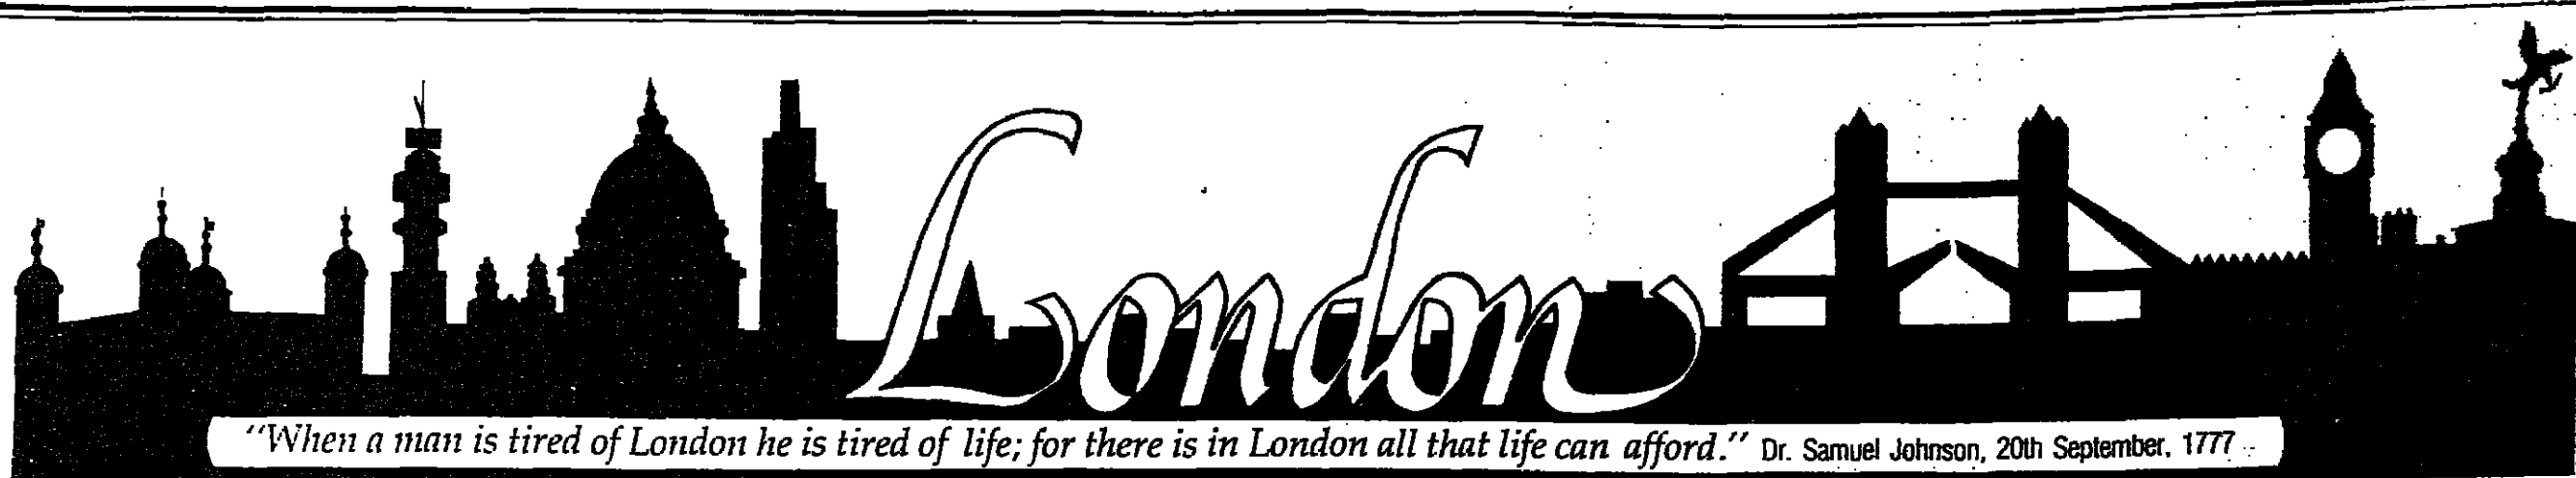 London
“When a man is tired of London he is tired of life; for there is in London all that life can afford.” Dr. Samuel Johnson, 20th September, 1777